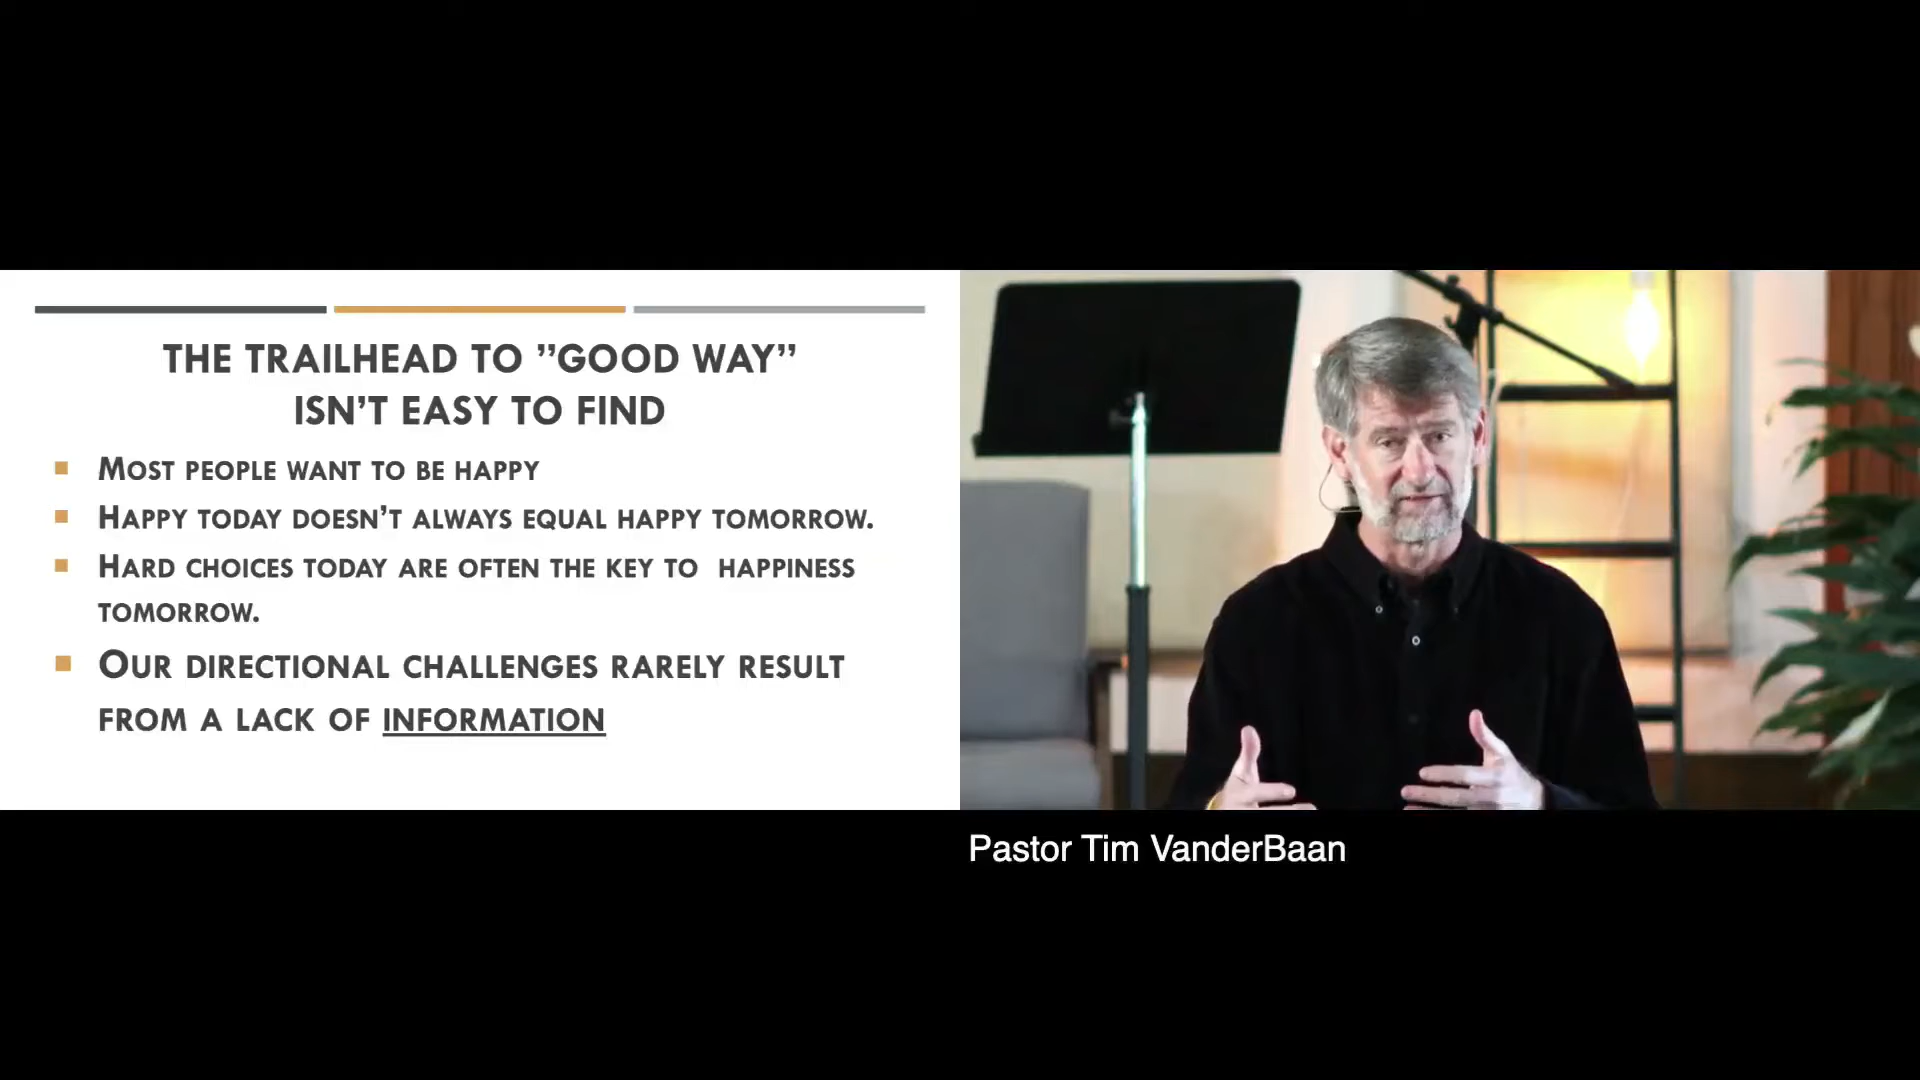 THE TRAILHEAD TO ”GOOD WAY”
ISN’T EASY TO FIND
MOST PEOPLE WANT TO BE HAPPY
HAPPY TODAY DOESN’T ALWAYS EQUAL HAPPY TOMORROW.
HARD CHOICES TODAY ARE OFTEN THE KEY TO HAPPINESS
TOMORROW.
OUR DIRECTIONAL CHALLENGES RARELY RESULT
FROM A LACK OF INFORMATION
Pastor Tim VanderBaan